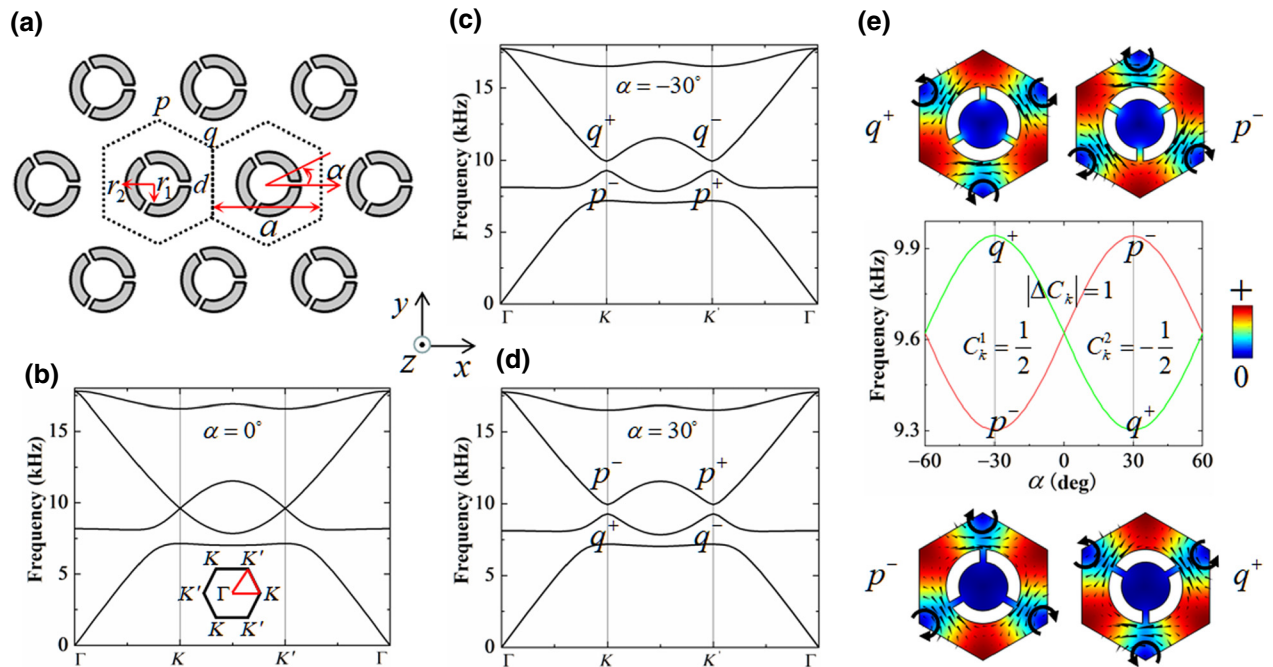 (a)
p
q
r₂
r₁
d
α
a
y
z
x
(b)
Frequency (kHz)
15
10
5
0
α = 0°
K
K′
K′
Γ
K
K
K′
Γ
K
K′
Γ
(c)
Frequency (kHz)
15
10
5
0
α = −30°
q⁺
q⁻
p⁻
p⁺
Γ
K
K′
Γ
(d)
Frequency (kHz)
15
10
5
0
α = 30°
p⁻
p⁺
q⁺
q⁻
Γ
K
K′
Γ
(e)
q⁺
p⁻
Frequency (kHz)
9.9
9.6
9.3
q⁺
p⁻
|ΔCₖ| = 1
Cₖ¹ = 1/2
Cₖ² = −1/2
p⁻
q⁺
−60
−30
0
30
60
α (deg)
+
0
p⁻
q⁺